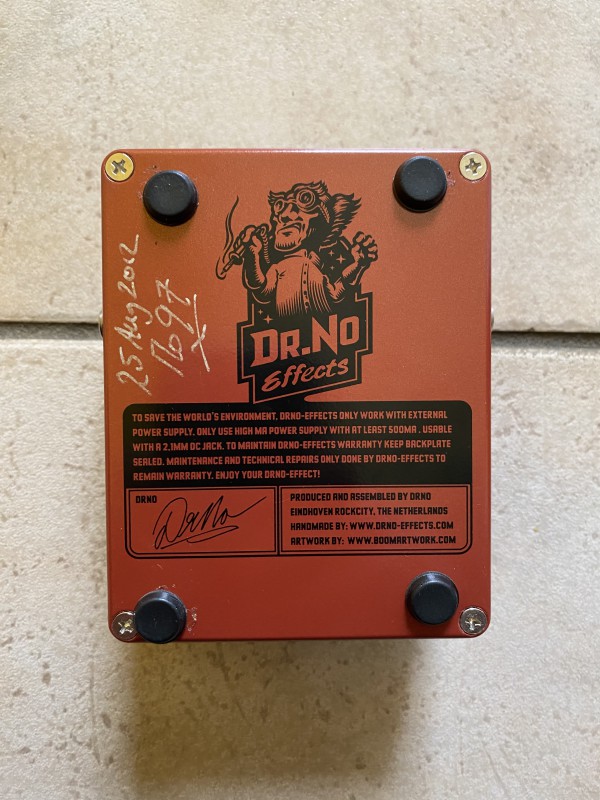 25 Aug 2012
No 97
DR.NO
Effects
TO SAVE THE WORLD'S ENVIRONMENT, DRNO-EFFECTS ONLY WORK WITH EXTERNAL
POWER SUPPLY. ONLY USE HIGH MA POWER SUPPLY WITH AT LEAST 500MA . USABLE
WITH A 2,1MM DC JACK. TO MAINTAIN DRNO-EFFECTS WARRANTY KEEP BACKPLATE
SEALED. MAINTENANCE AND TECHNICAL REPAIRS ONLY DONE BY DRNO-EFFECTS TO
REMAIN WARRANTY. ENJOY YOUR DRNO-EFFECT!
DRNO
DrNo
PRODUCED AND ASSEMBLED BY DRNO
EINDHOVEN ROCKCITY, THE NETHERLANDS
HANDMADE BY: WWW.DRNO-EFFECTS.COM
ARTWORK BY: WWW.BOOMARTWORK.COM